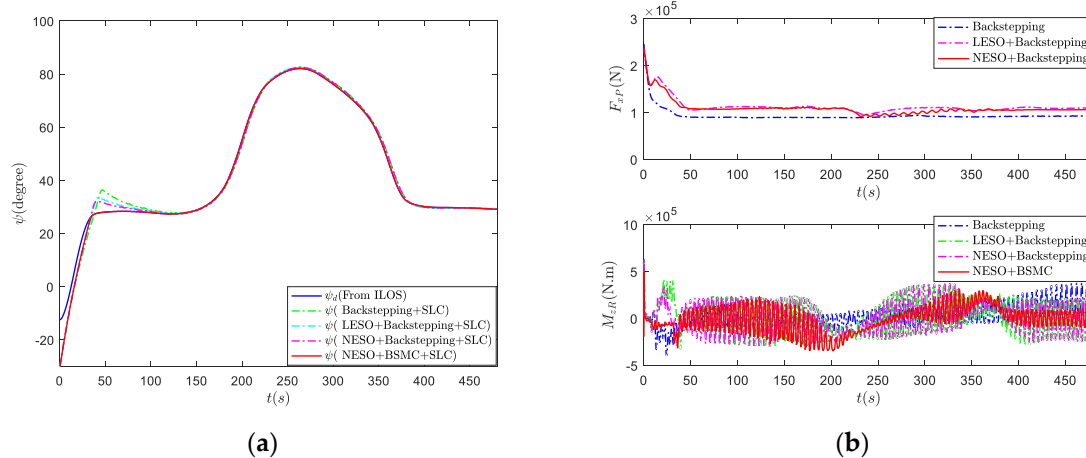 100
80
60
40
20
0
-20
ψ(degree)
ψd(From ILOS)
ψ( Backstepping+SLC)
ψ( LESO+Backstepping+SLC)
ψ( NESO+Backstepping+SLC)
ψ( NESO+BSMC+SLC)
0 50 100 150 200 250 300 350 400 450
t(s)
(a)
× 10^5
3
2
1
0
FxP(N)
Backstepping
LESO+Backstepping
NESO+Backstepping
0 50 100 150 200 250 300 350 400 450
t(s)
× 10^5
10
5
0
-5
MzR(N.m)
Backstepping
LESO+Backstepping
NESO+Backstepping
NESO+BSMC
0 50 100 150 200 250 300 350 400 450
t(s)
(b)